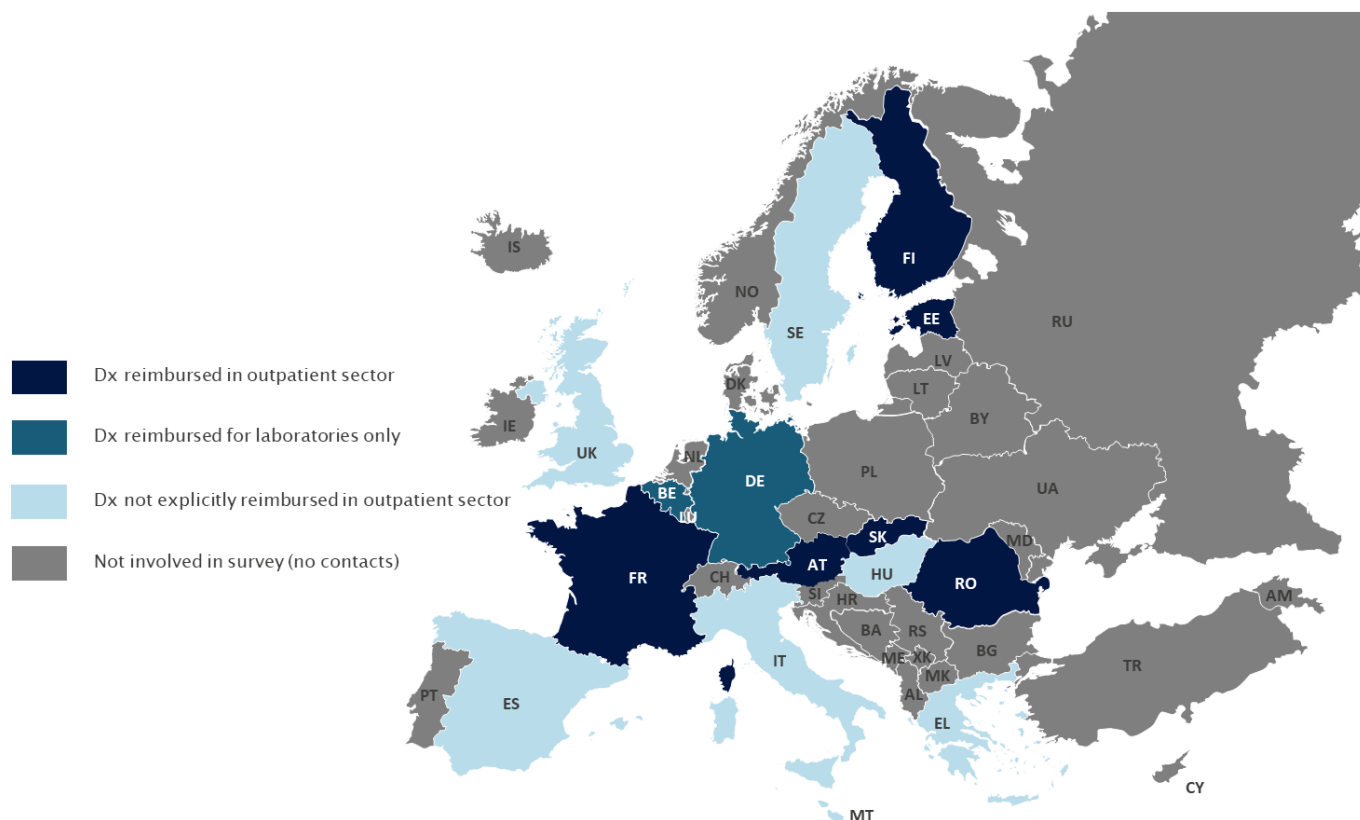 IS
FI
NO
SE
EE
RU
LV
DK
LT
IE
BY
UK
NL
PL
BE
DE
UA
LU
CZ
SK
MD
AT
FR
CH
HU
RO
SI
HR
AM
BA
RS
IT
ME
XK
BG
TR
MK
PT
AL
ES
EL
CY
MT
Dx reimbursed in outpatient sector
Dx reimbursed for laboratories only
Dx not explicitly reimbursed in outpatient sector
Not involved in survey (no contacts)